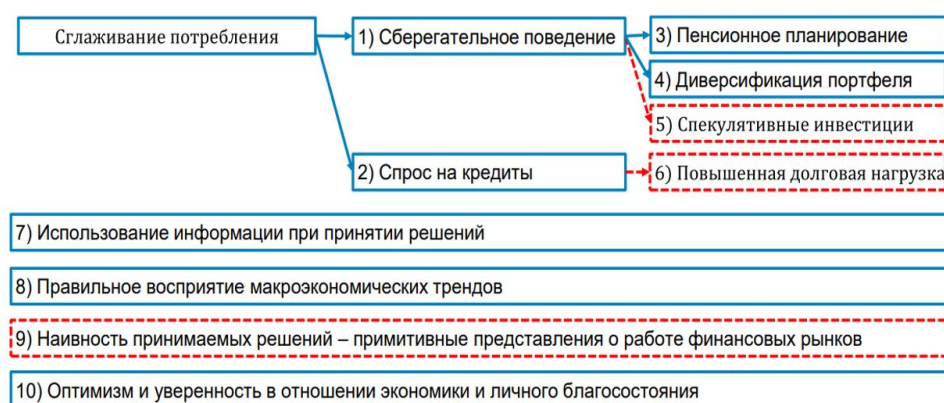 Сглаживание потребления
1) Сберегательное поведение
3) Пенсионное планирование
4) Диверсификация портфеля
5) Спекулятивные инвестиции
2) Спрос на кредиты
6) Повышенная долговая нагрузка
7) Использование информации при принятии решений
8) Правильное восприятие макроэкономических трендов
9) Наивность принимаемых решений – примитивные представления о работе финансовых рынков
10) Оптимизм и уверенность в отношении экономики и личного благосостояния